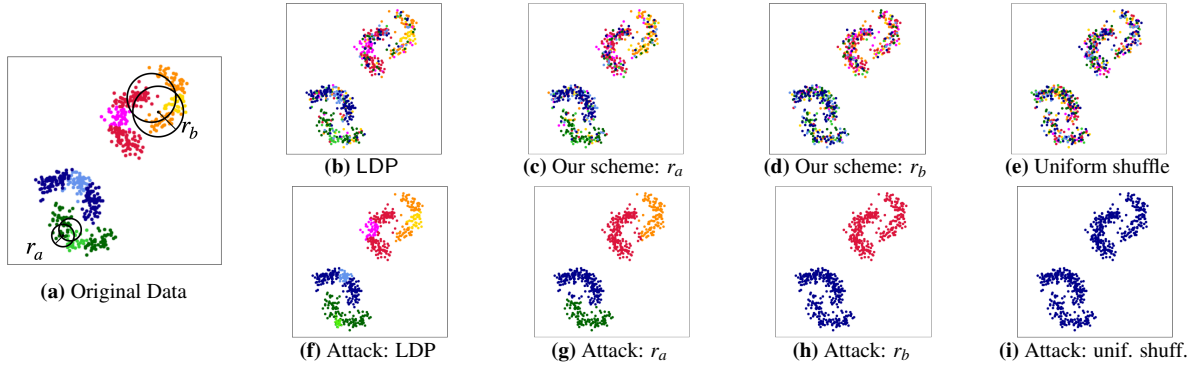 r_b
r_a
(a) Original Data
(b) LDP
(c) Our scheme: r_a
(d) Our scheme: r_b
(e) Uniform shuffle
(f) Attack: LDP
(g) Attack: r_a
(h) Attack: r_b
(i) Attack: unif. shuff.